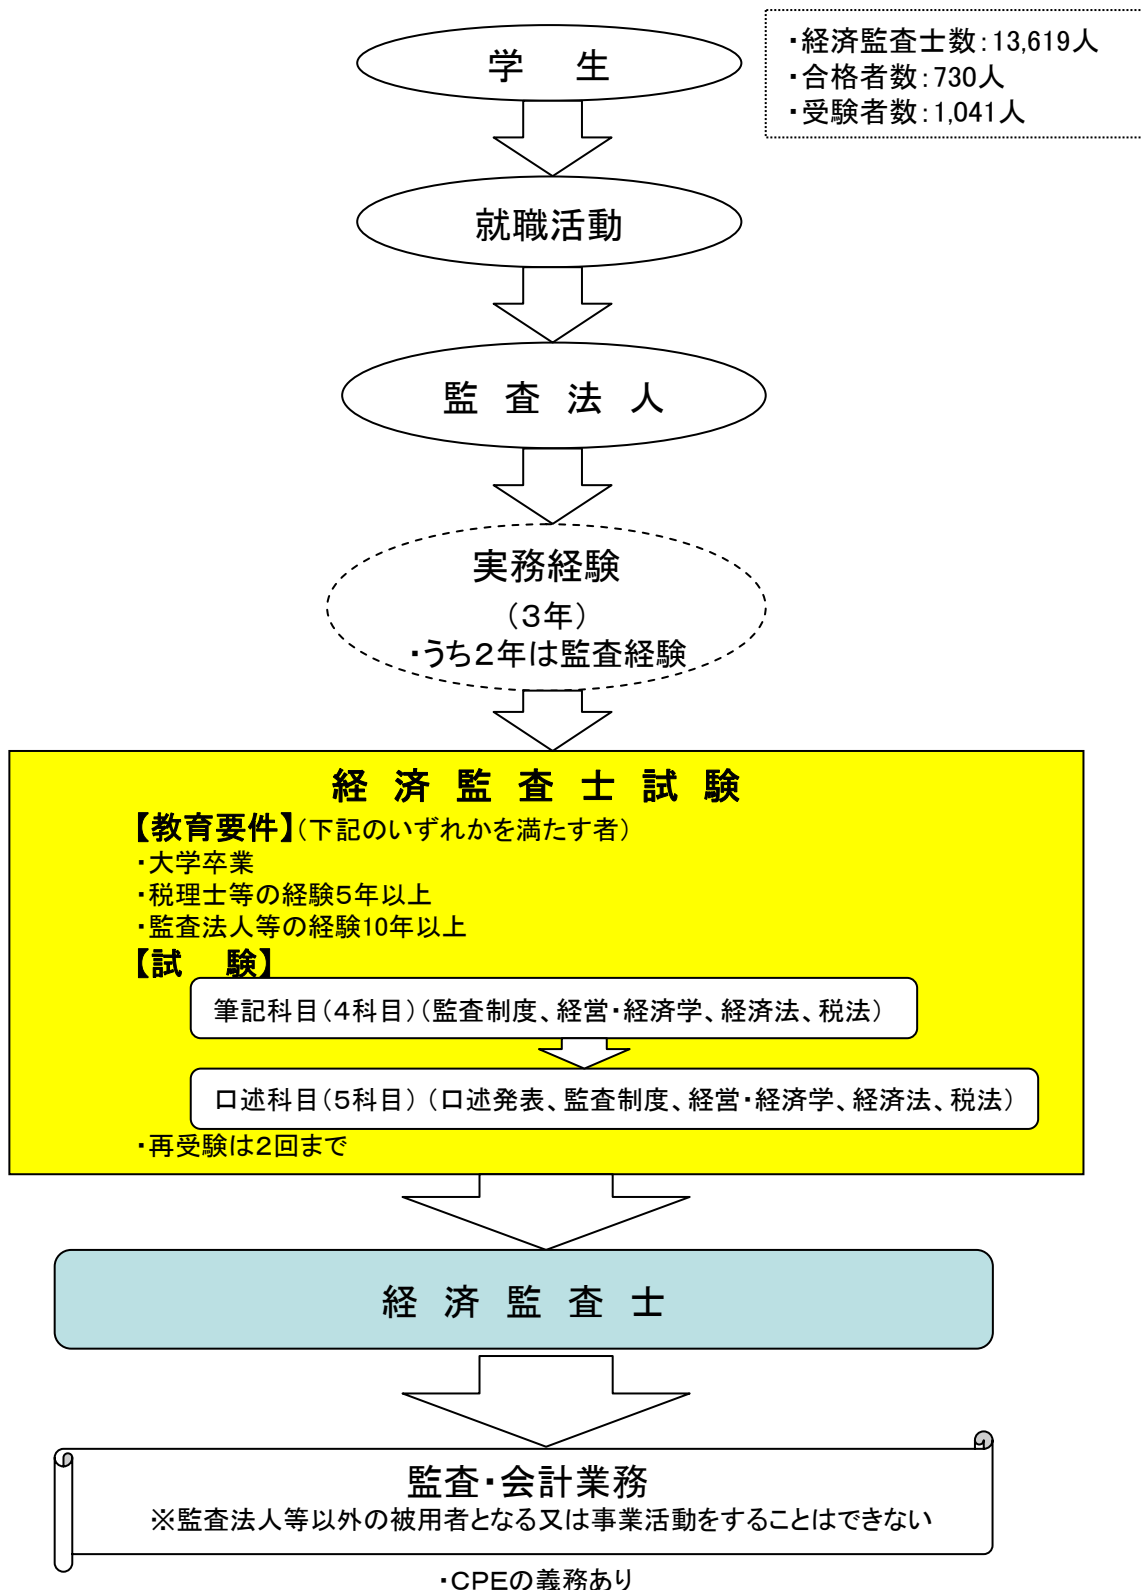 学　生
・経済監査士数：13,619人
・合格者数：730人
・受験者数：1,041人
就職活動
監 査 法 人
実務経験
（３年）
・うち２年は監査経験
経 済 監 査 士 試 験
【教育要件】（下記のいずれかを満たす者）
・大学卒業
・税理士等の経験５年以上
・監査法人等の経験10年以上
【試　験】
筆記科目（４科目）（監査制度、経営・経済学、経済法、税法）
口述科目（５科目）（口述発表、監査制度、経営・経済学、経済法、税法）
・再受験は２回まで
経 済 監 査 士
監査・会計業務
※監査法人等以外の被用者となる又は事業活動をすることはできない
・ＣＰＥの義務あり